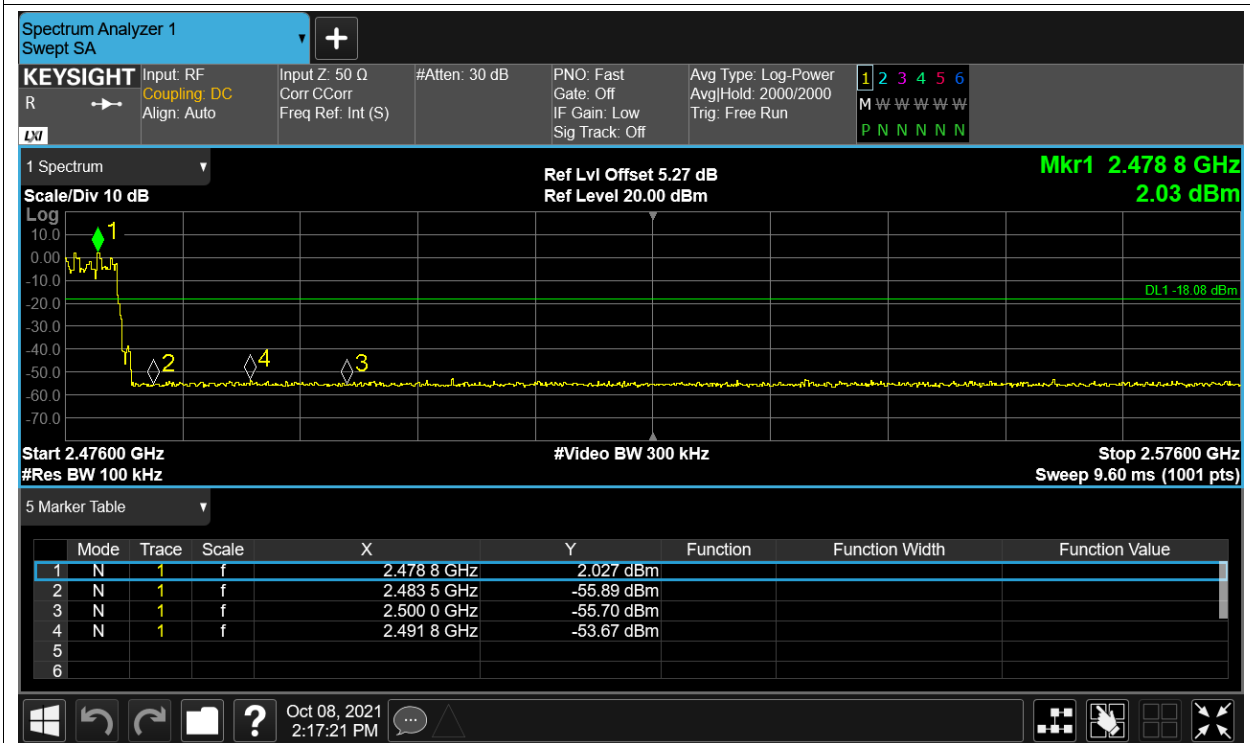 Spectrum Analyzer 1
Swept SA
+
KEYSIGHT Input: RF Input Z: 50 Ω #Atten: 30 dB PNO: Fast Avg Type: Log-Power 1 2 3 4 5 6
R Coupling: DC Corr CCorr Gate: Off Avg|Hold: 2000/2000 M W W W W W
Align: Auto Freq Ref: Int (S) IF Gain: Low Trig: Free Run
LXI Sig Track: Off P N N N N N
1 Spectrum Ref Lvl Offset 5.27 dB Mkr1 2.478 8 GHz
Scale/Div 10 dB Ref Level 20.00 dBm 2.03 dBm
Log
10.0 1
0.00
-10.0
DL1 -18.08 dBm
-20.0
-30.0
-40.0
-50.0 2 4 3
-60.0
-70.0
Start 2.47600 GHz #Video BW 300 kHz Stop 2.57600 GHz
#Res BW 100 kHz Sweep 9.60 ms (1001 pts)
5 Marker Table
Mode Trace Scale X Y Function Function Width Function Value
1 N 1 f 2.478 8 GHz 2.027 dBm
2 N 1 f 2.483 5 GHz -55.89 dBm
3 N 1 f 2.500 0 GHz -55.70 dBm
4 N 1 f 2.491 8 GHz -53.67 dBm
5
6
? Oct 08, 2021
2:17:21 PM